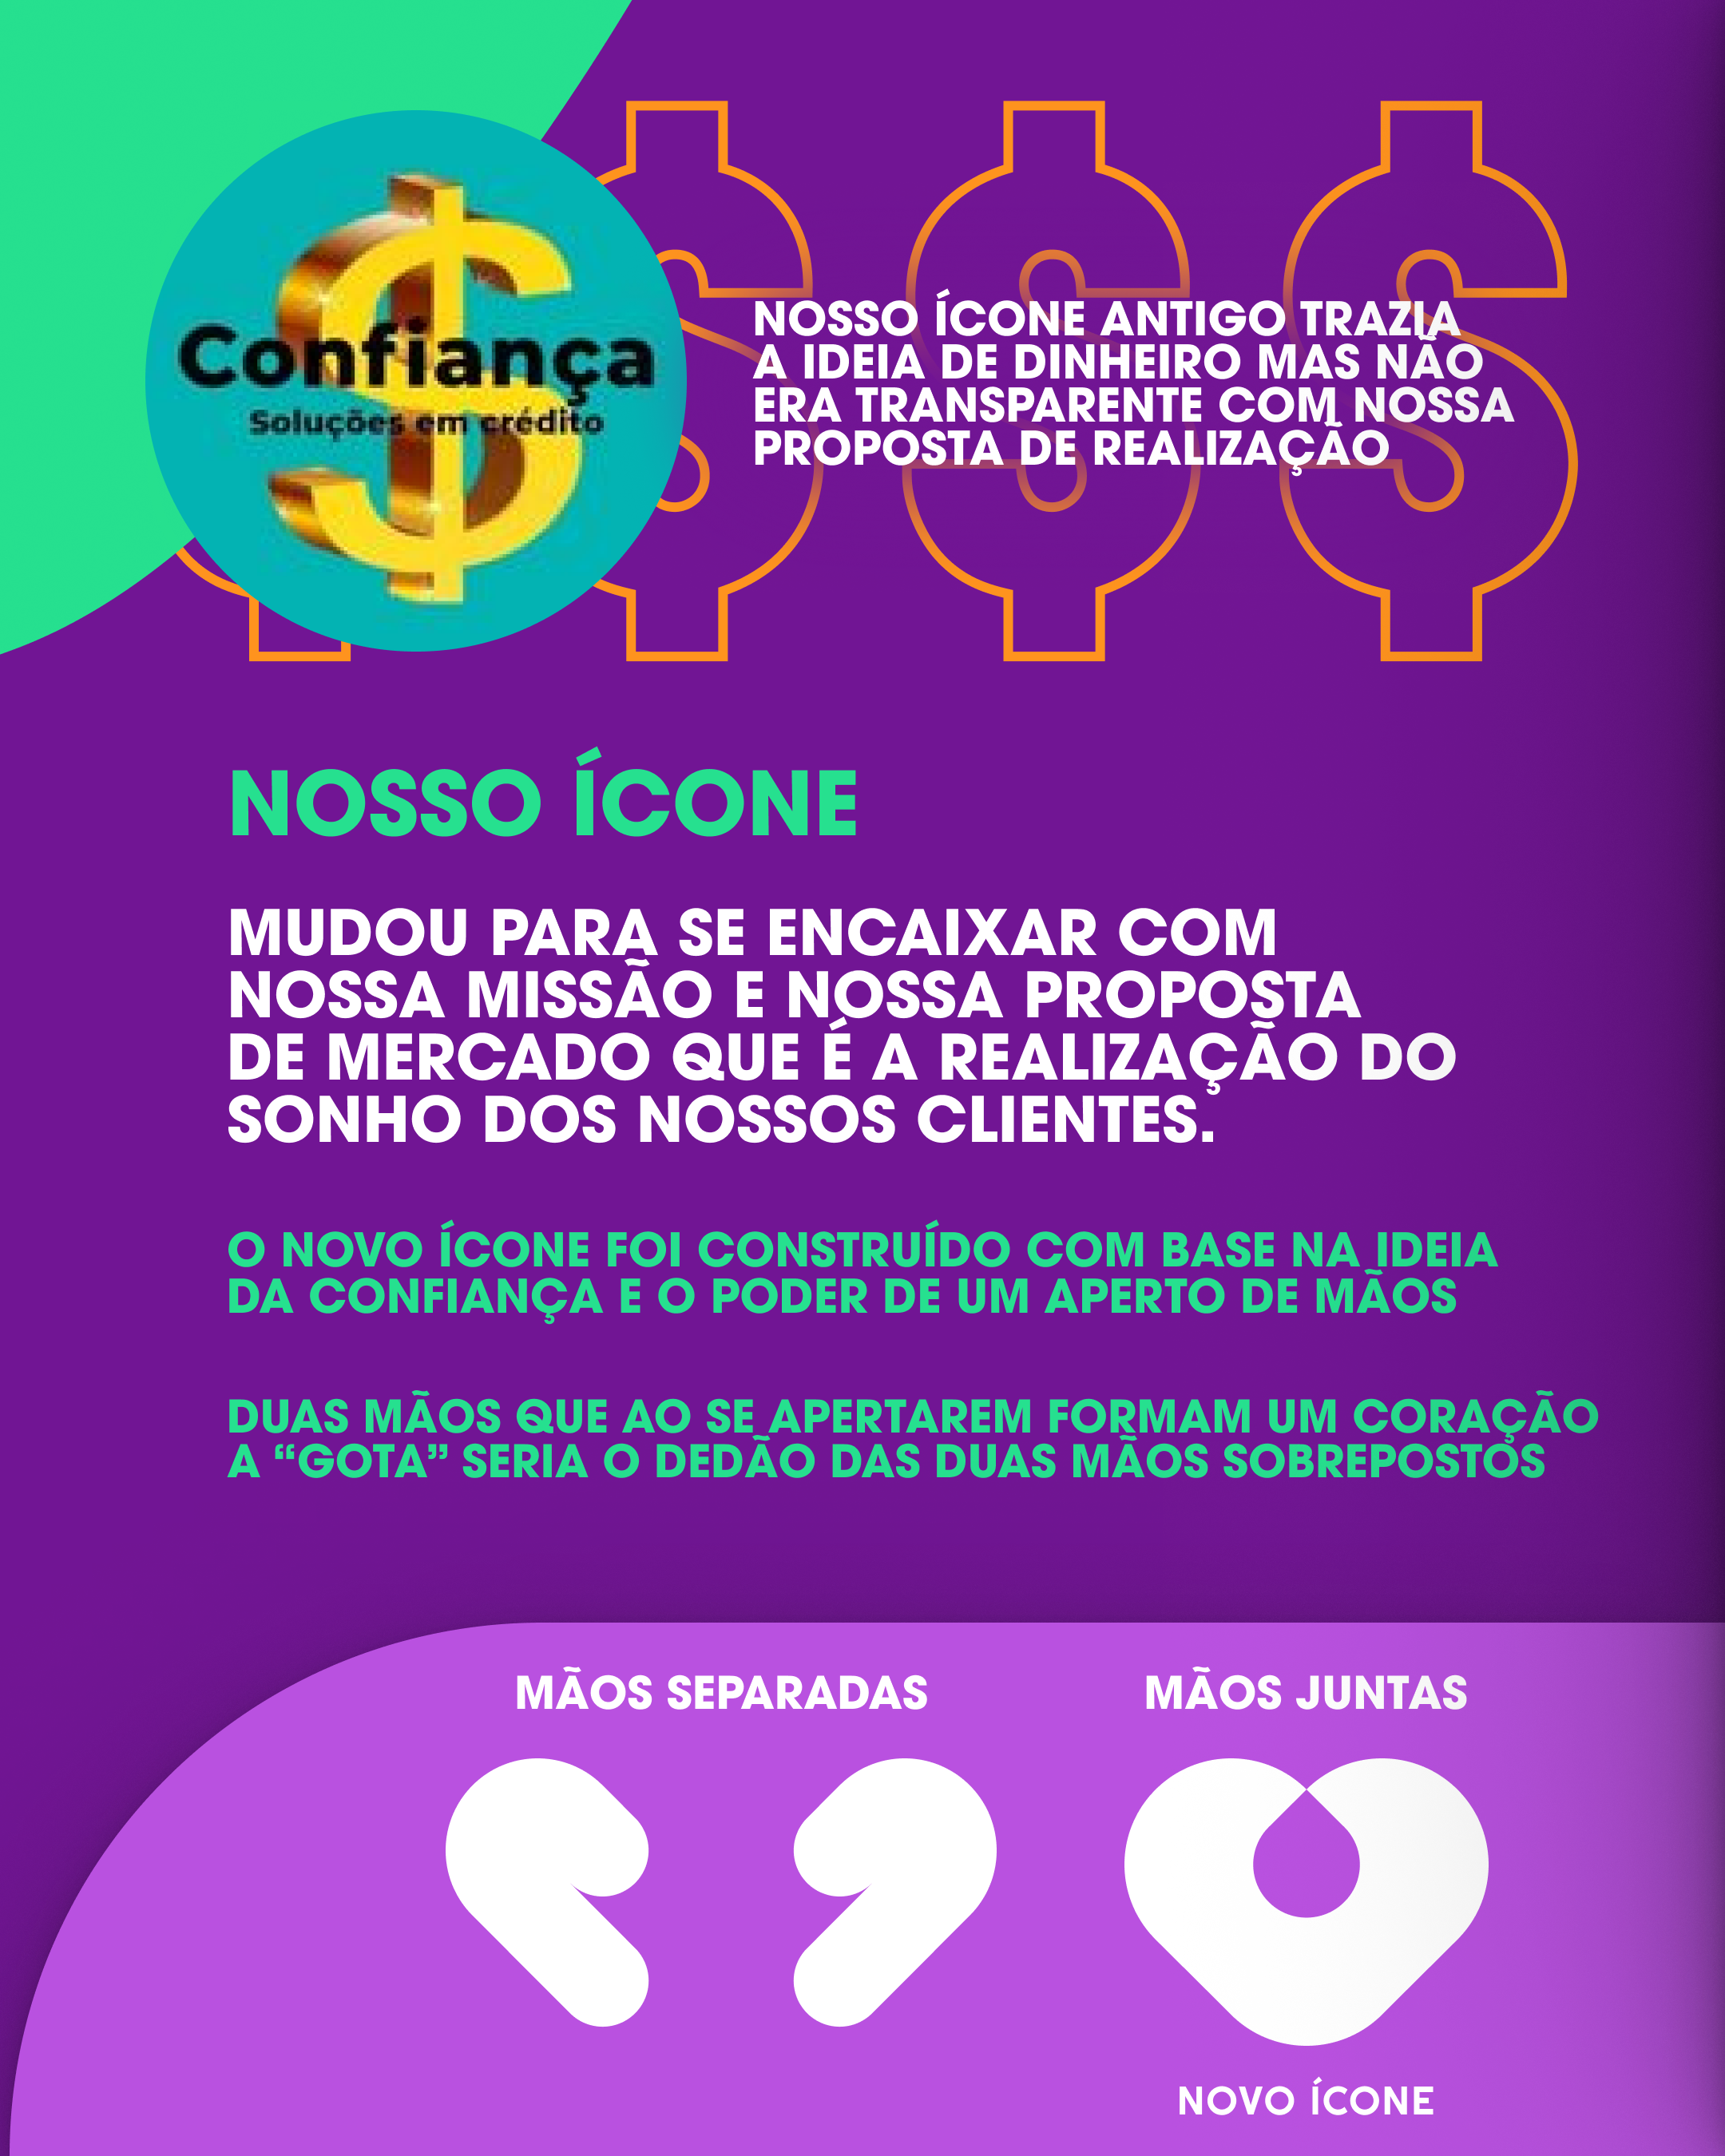 Confiança
Soluções em crédito
NOSSO ÍCONE ANTIGO TRAZIA
A IDEIA DE DINHEIRO MAS NÃO
ERA TRANSPARENTE COM NOSSA
PROPOSTA DE REALIZAÇÃO
NOSSO ÍCONE
MUDOU PARA SE ENCAIXAR COM
NOSSA MISSÃO E NOSSA PROPOSTA
DE MERCADO QUE É A REALIZAÇÃO DO
SONHO DOS NOSSOS CLIENTES.
O NOVO ÍCONE FOI CONSTRUÍDO COM BASE NA IDEIA
DA CONFIANÇA E O PODER DE UM APERTO DE MÃOS
DUAS MÃOS QUE AO SE APERTAREM FORMAM UM CORAÇÃO
A “GOTA” SERIA O DEDÃO DAS DUAS MÃOS SOBREPOSTOS
MÃOS SEPARADAS
MÃOS JUNTAS
NOVO ÍCONE